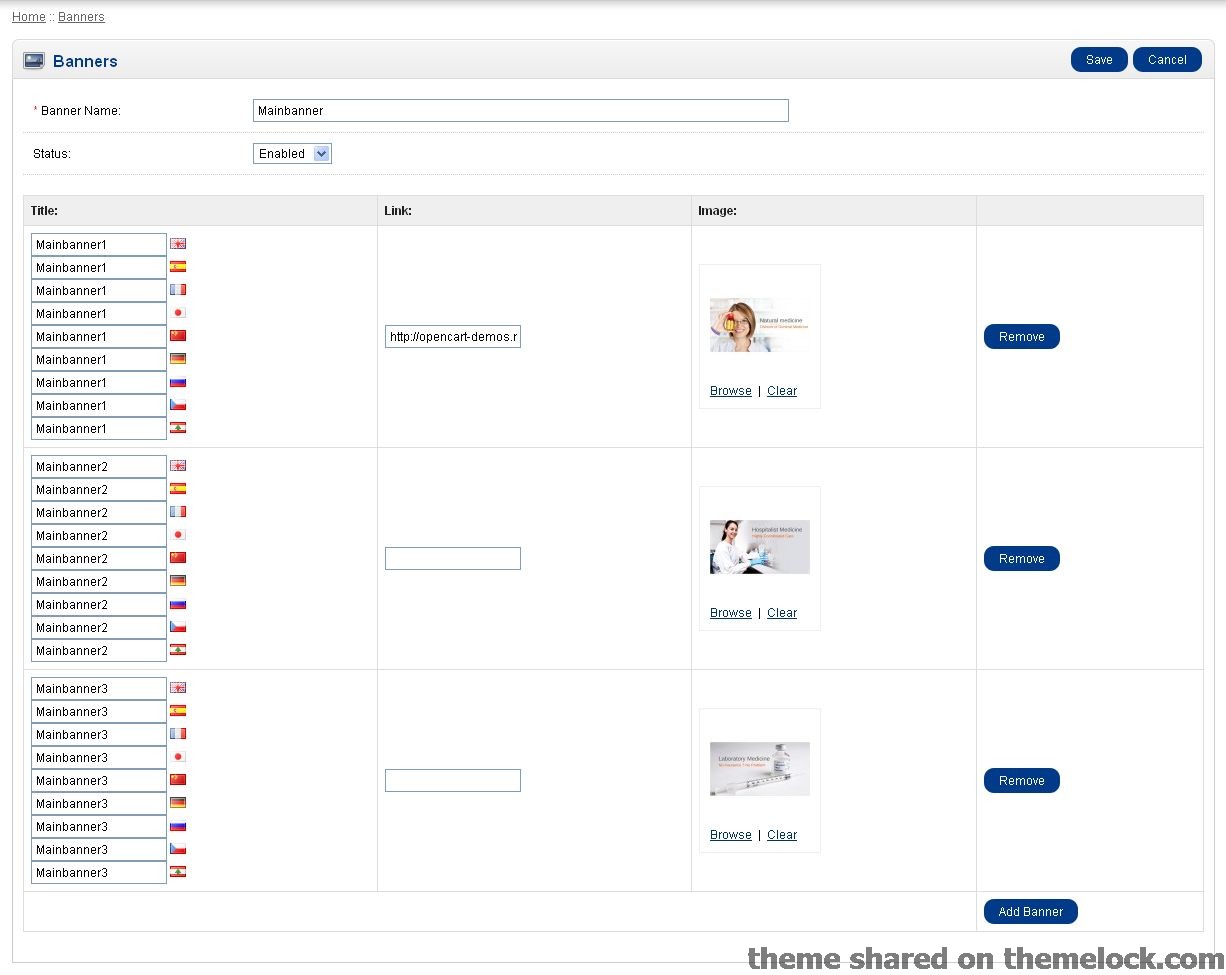 Home :: Banners
Banners
Save
Cancel
* Banner Name:
Mainbanner
Status:
Enabled
Title:
Link:
Image:
Mainbanner1
Mainbanner1
Mainbanner1
Mainbanner1
Mainbanner1
Mainbanner1
Mainbanner1
Mainbanner1
Mainbanner1
http://opencart-demos.r
Natural medicine
Browse | Clear
Remove
Mainbanner2
Mainbanner2
Mainbanner2
Mainbanner2
Mainbanner2
Mainbanner2
Mainbanner2
Mainbanner2
Mainbanner2
Hospitalist Medicine
Highly Coordinated Care
Browse | Clear
Remove
Mainbanner3
Mainbanner3
Mainbanner3
Mainbanner3
Mainbanner3
Mainbanner3
Mainbanner3
Mainbanner3
Mainbanner3
Laboratory Medicine
Browse | Clear
Remove
Add Banner
theme shared on themelock.com